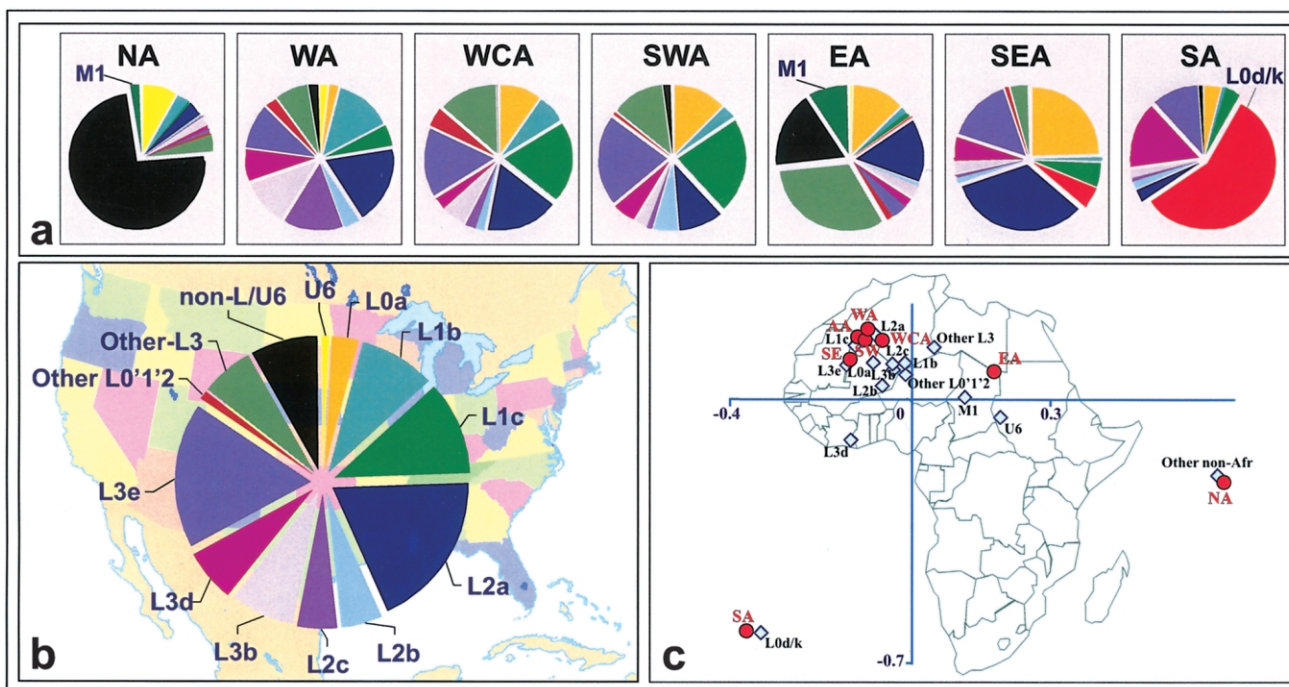 NA
WA
WCA
SWA
EA
SEA
SA
M1
M1
L0d/k
a
non-L/U6
U6
L0a
Other-L3
L1b
Other L0'1'2
L1c
L3e
L2a
L3d
L3b
L2c
L2b
b
WA
AA
L2a
L1c
WCA
Other L3
SW
SE
L2c
EA
L3e
L0a
L3b
L1b
Other L0'1'2
L2b
-0.4
0
0.3
M1
U6
L3d
Other non-Afr
NA
SA
L0d/k
-0.7
c